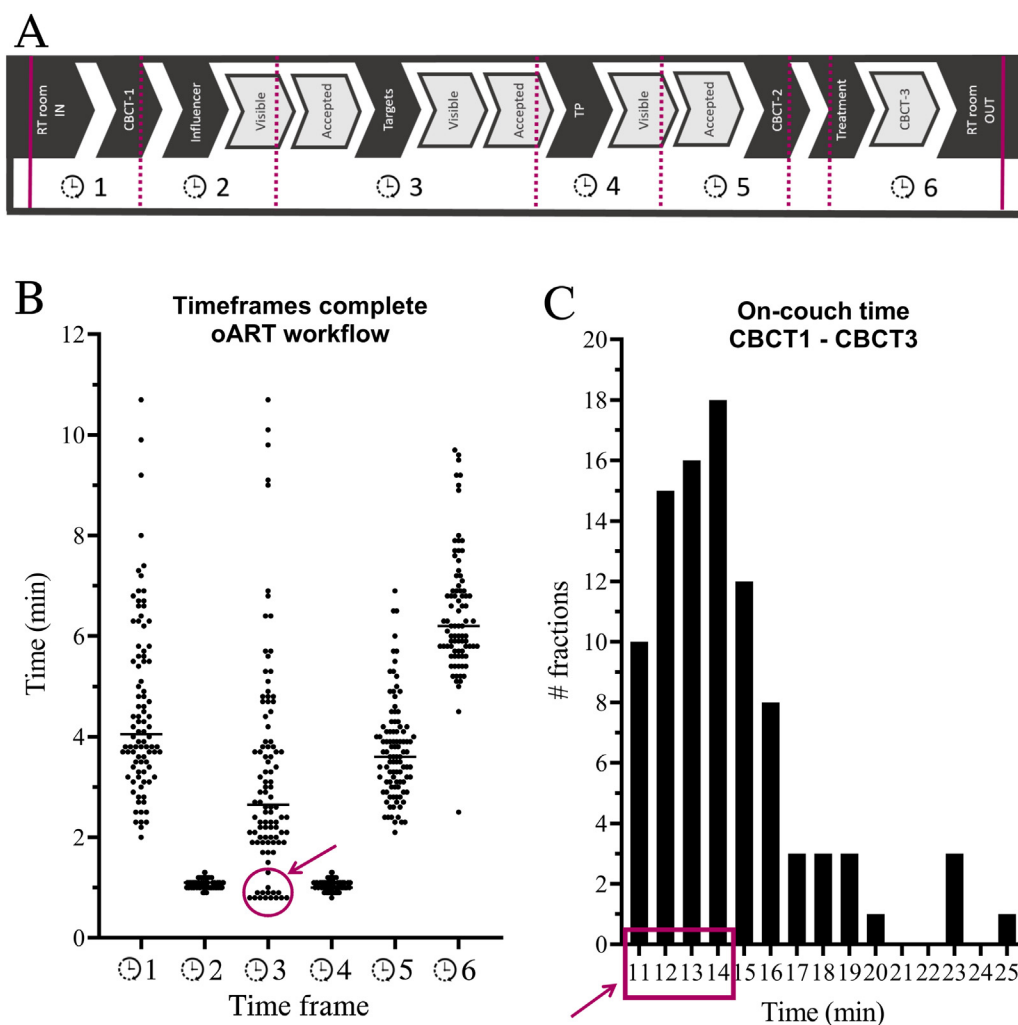 A
RT room
IN
CBCT-1
Influencer
Visible
Accepted
Targets
Visible
Accepted
TP
Visible
Accepted
CBCT-2
Treatment
CBCT-3
RT room
OUT
1 2 3 4 5 6
B
Timeframes complete
oART workflow
Time (min)
12
10
8
6
4
2
0
1 2 3 4 5 6
Time frame
C
On-couch time
CBCT1 - CBCT3
# fractions
20
18
16
14
12
10
8
6
4
2
0
11 12 13 14 15 16 17 18 19 20 21 22 23 24 25
Time (min)